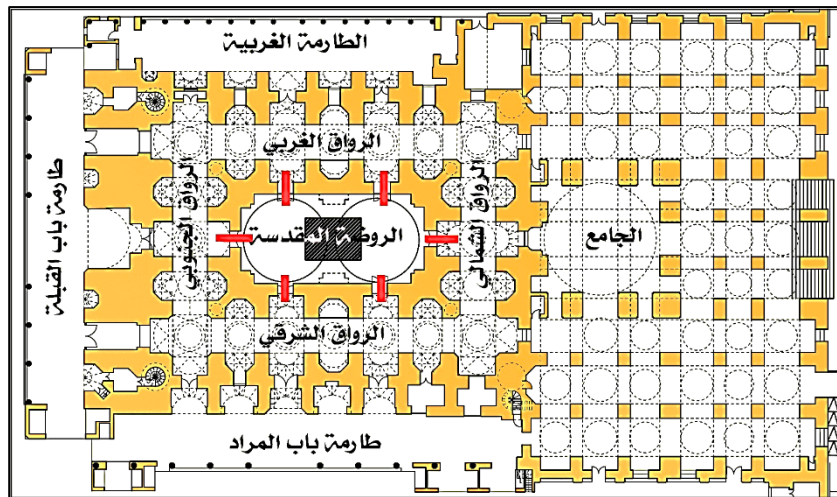 الطارمة الغربية
الرواق الغربي
طارمة باب القبلة
الرواق الجنوبي
الروضة المقدسة
الرواق الشمالي
الجامع
الرواق الشرقي
طارمة باب المراد